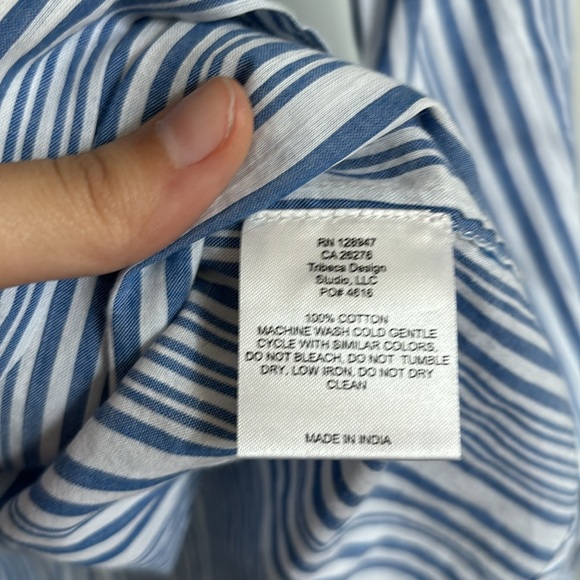 RN 128947
CA 26276
Tribeca Design
Studio, LLC
PO# 4616
100% COTTON
MACHINE WASH COLD GENTLE
CYCLE WITH SIMILAR COLORS,
DO NOT BLEACH, DO NOT TUMBLE
DRY, LOW IRON, DO NOT DRY
CLEAN
MADE IN INDIA